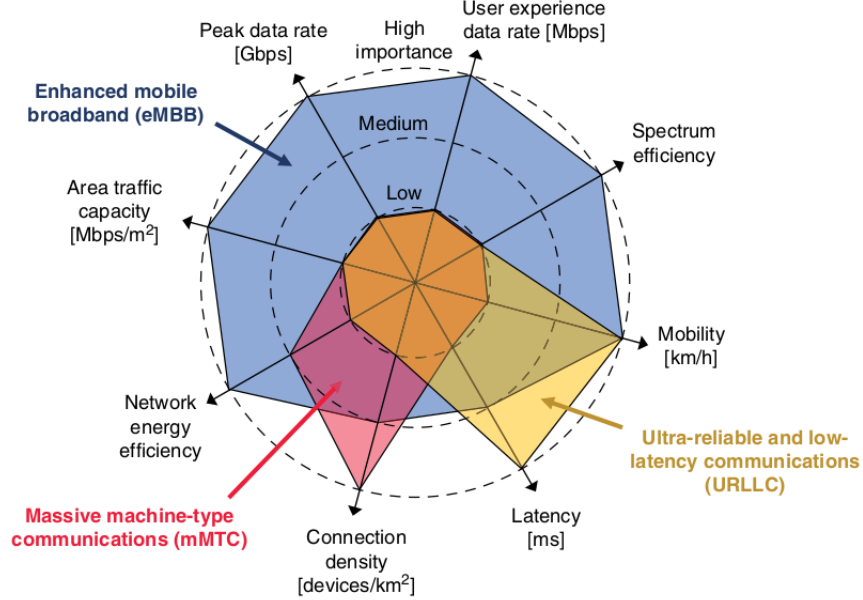 Peak data rate
[Gbps]
High
importance
User experience
data rate [Mbps]
Enhanced mobile
broadband (eMBB)
Medium
Spectrum
efficiency
Low
Area traffic
capacity
[Mbps/m²]
Mobility
[km/h]
Network
energy
efficiency
Ultra-reliable and low-
latency communications
(URLLC)
Massive machine-type
communications (mMTC)
Connection
density
[devices/km²]
Latency
[ms]